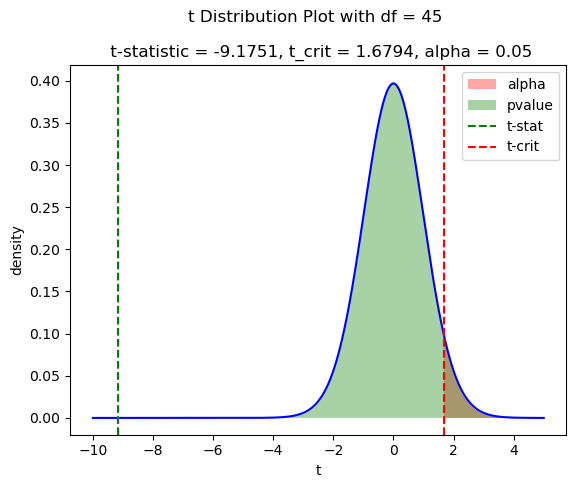 t Distribution Plot with df = 45
t-statistic = -9.1751, t_crit = 1.6794, alpha = 0.05
0.40
0.35
0.30
0.25
0.20
0.15
0.10
0.05
0.00
density
alpha
pvalue
t-stat
t-crit
−10 −8 −6 −4 −2 0 2 4
t